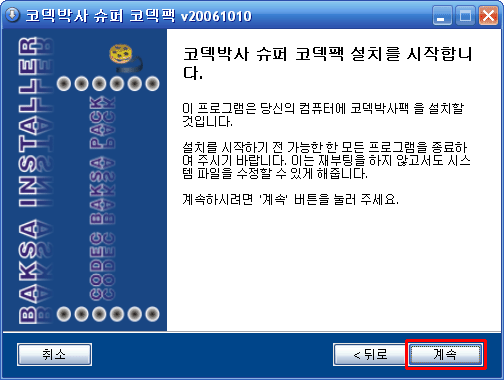 코덱박사 슈퍼 코덱팩 v20061010
BAKSA INSTALLER
CODEC BAKSA PACK
코덱박사 슈퍼 코덱팩 설치를 시작합니
다.
이 프로그램은 당신의 컴퓨터에 코덱박사팩 을 설치할
것입니다.
설치를 시작하기 전 가능한 한 모든 프로그램을 종료하
여 주시기 바랍니다. 이는 재부팅을 하지 않고서도 시스
템 파일을 수정할 수 있게 해줍니다.
계속하시려면 '계속' 버튼을 눌러 주세요.
취소
< 뒤로
계속